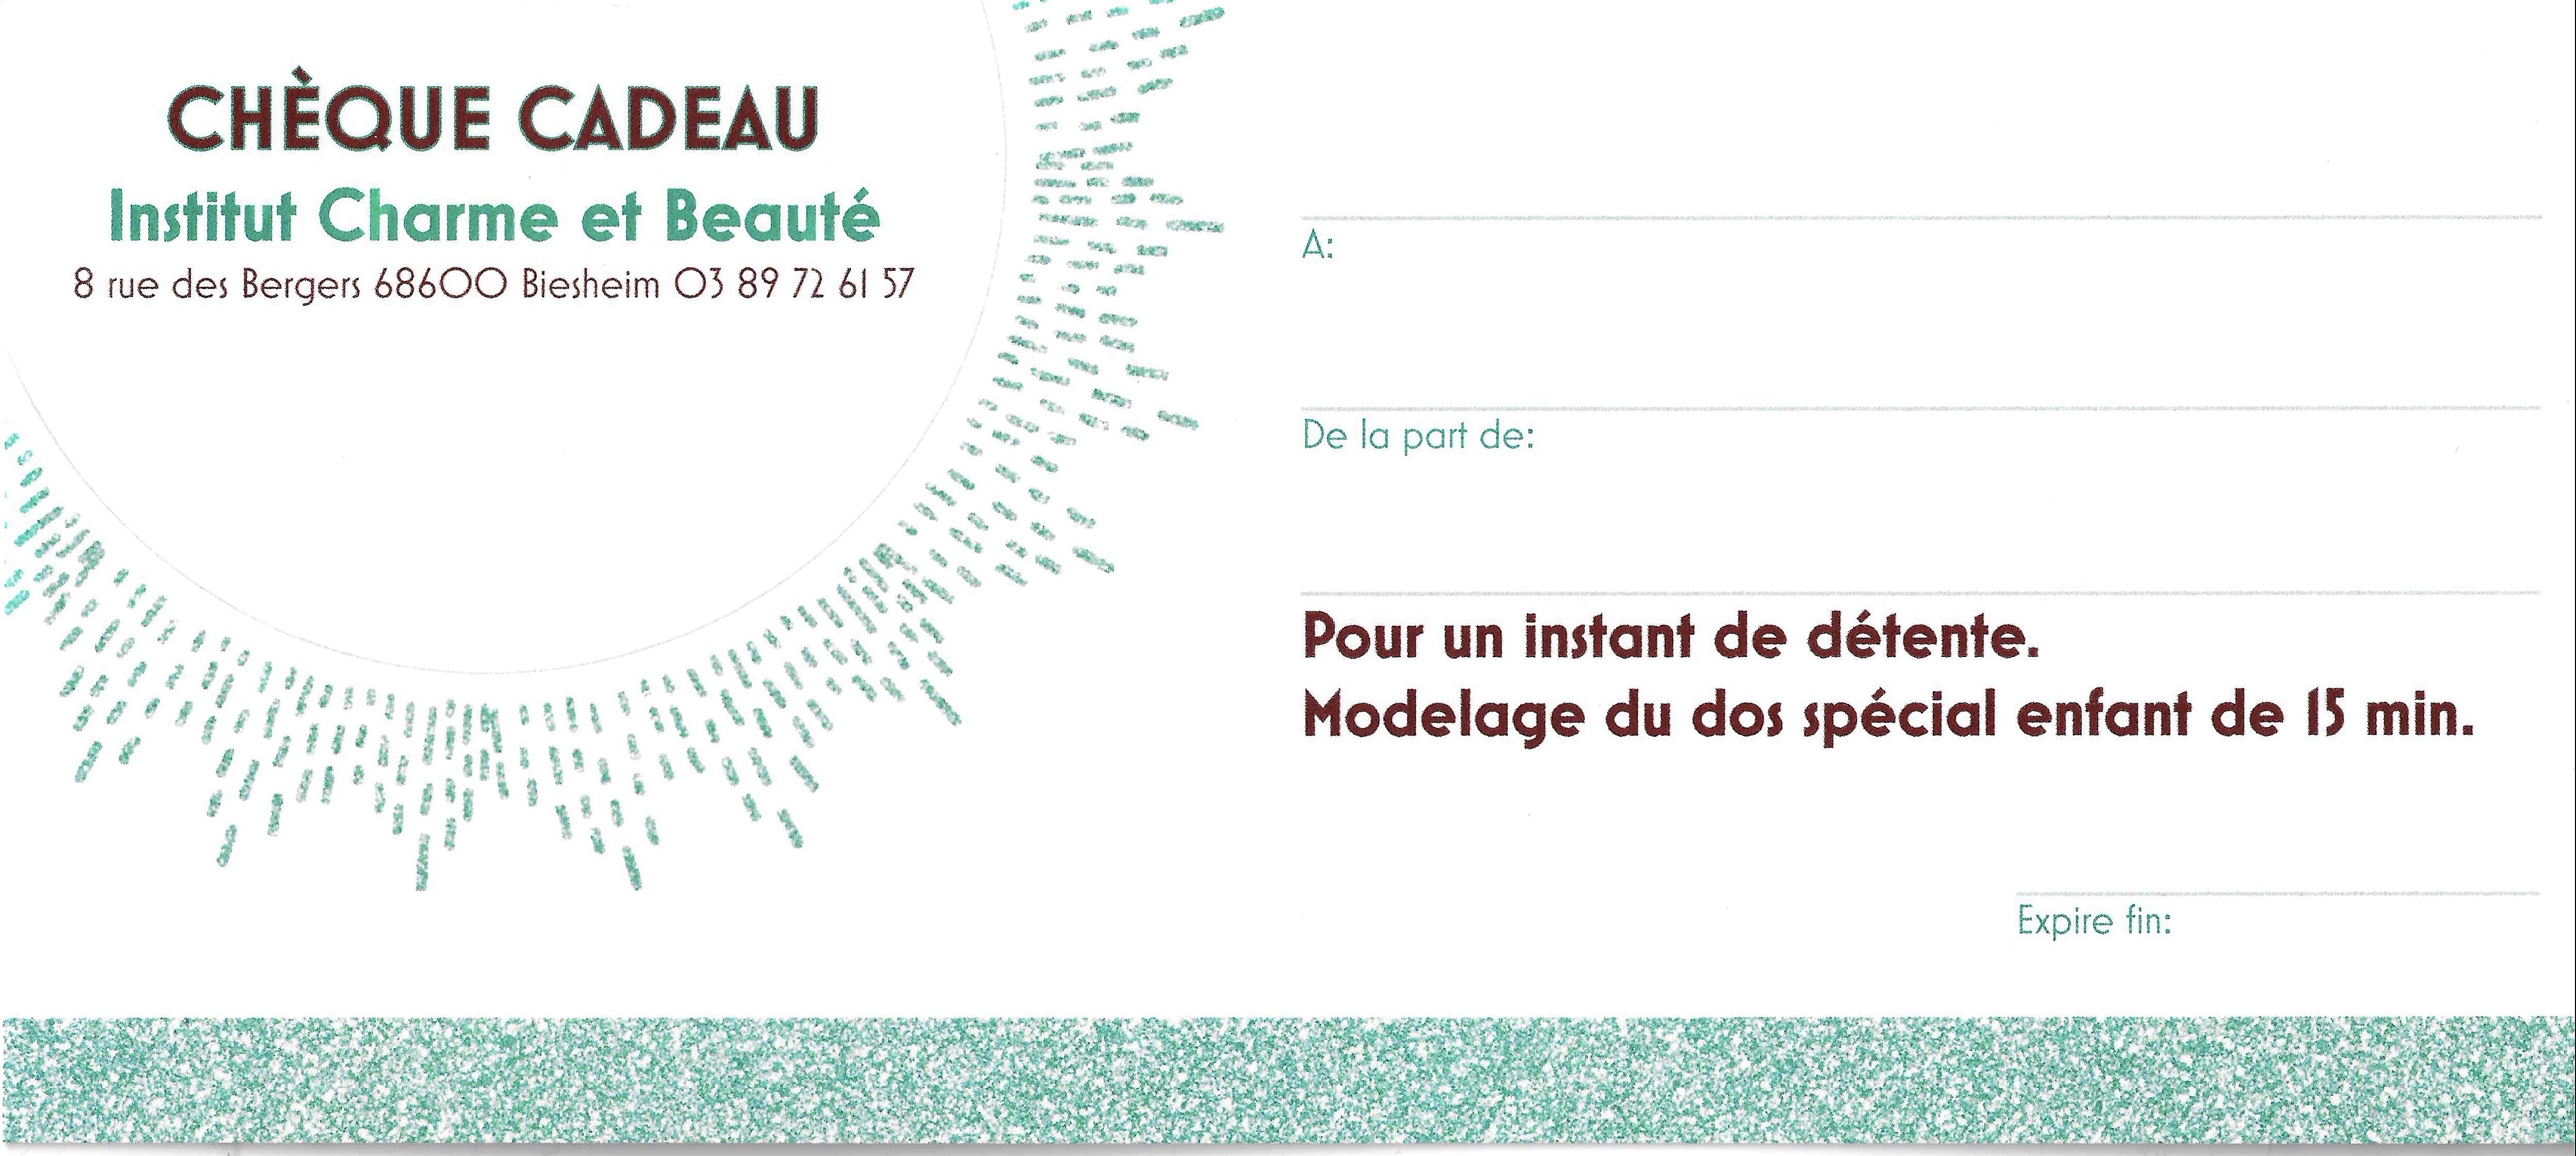 CHÈQUE CADEAU
Institut Charme et Beauté
8 rue des Bergers 68600 Biesheim 03 89 72 61 57
A:
De la part de:
Pour un instant de détente.
Modelage du dos spécial enfant de 15 min.
Expire fin: